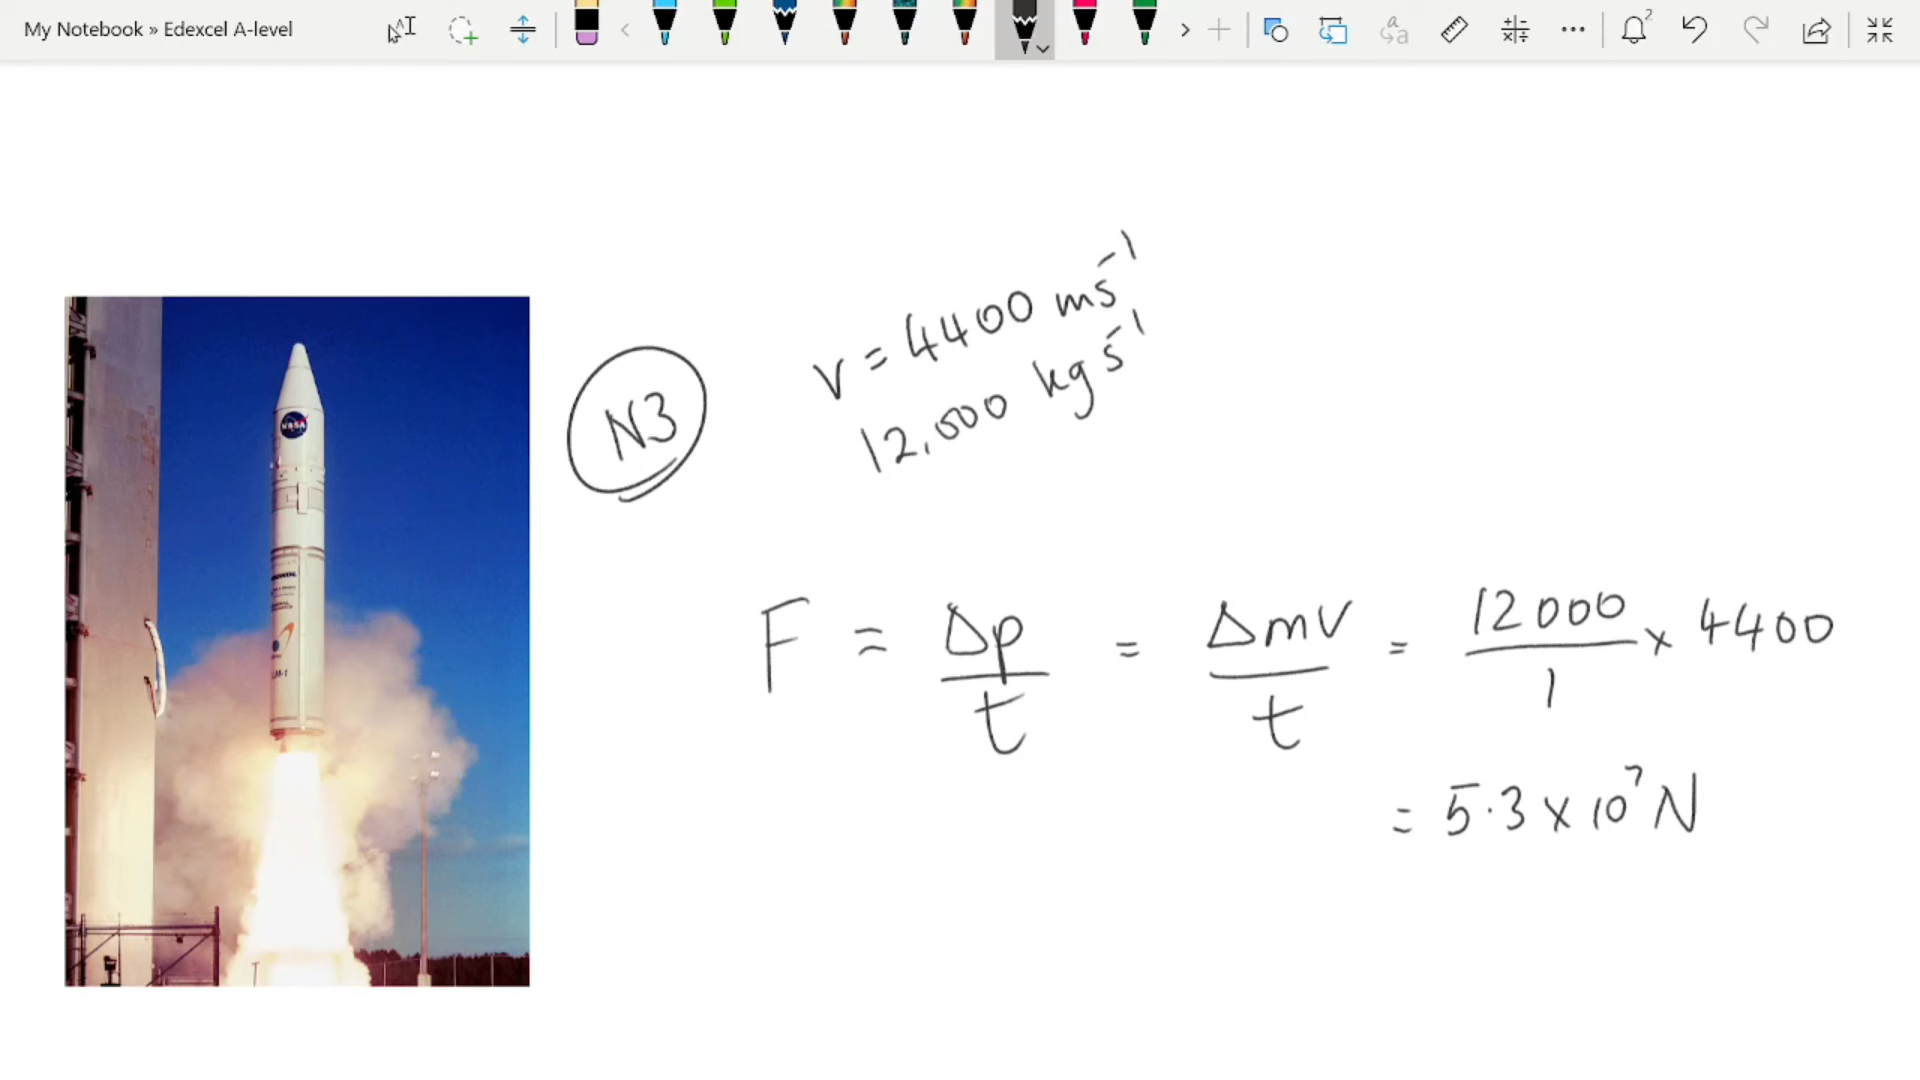 My Notebook » Edexcel A-level
2
NASA
N3
v = 4400 ms⁻¹
12,000 kg s⁻¹
F = Δp/t = Δmv/t = 12000/1 × 4400
= 5.3 × 10⁷ N